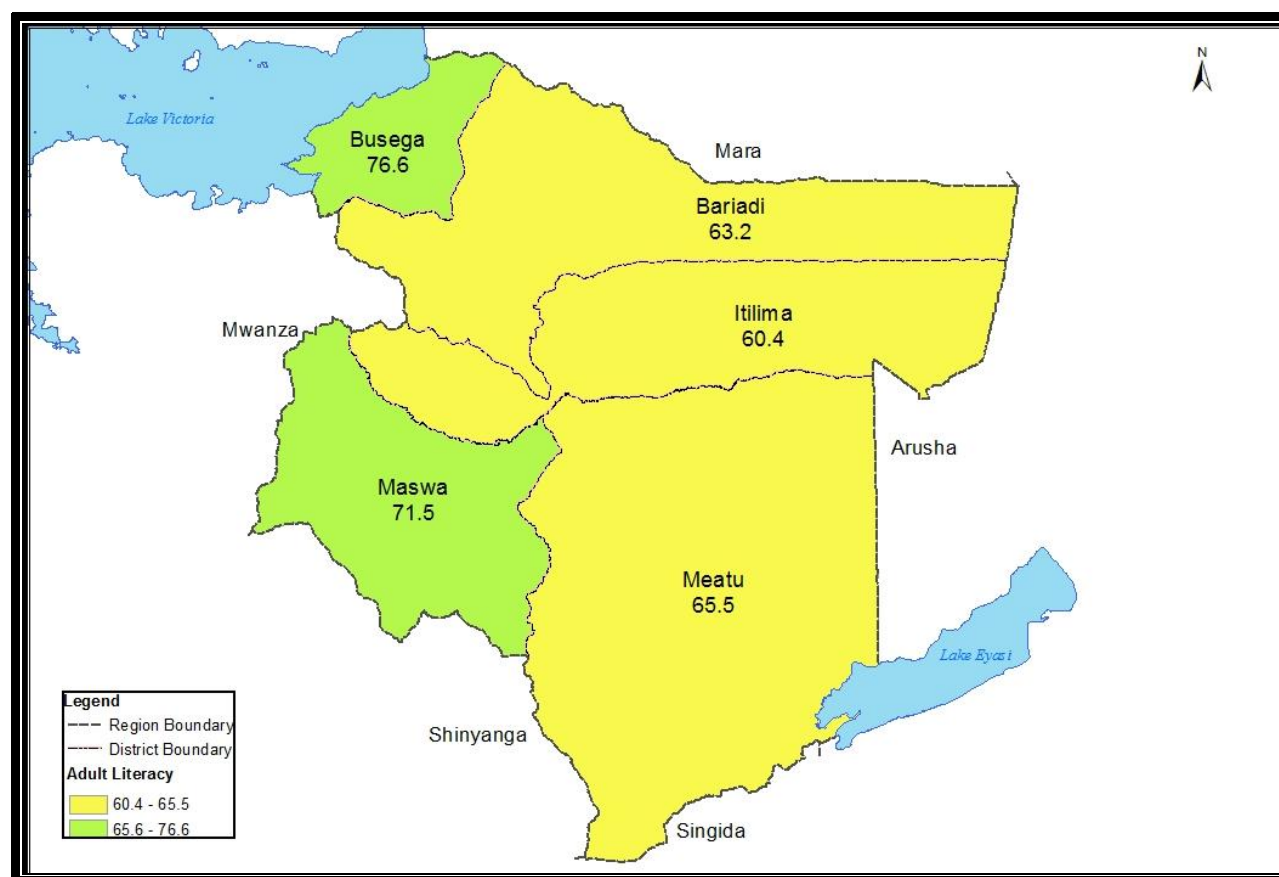 N
Lake Victoria
Busega
76.6
Mara
Bariadi
63.2
Itilima
60.4
Mwanza
Arusha
Maswa
71.5
Meatu
65.5
Lake Eyasi
Shinyanga
Singida
Legend
Region Boundary
District Boundary
Adult Literacy
60.4 - 65.5
65.6 - 76.6